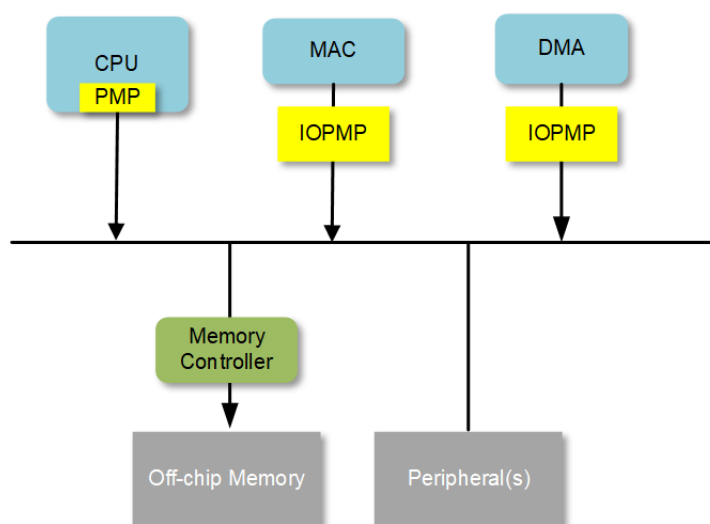 CPU
PMP
MAC
IOPMP
DMA
IOPMP
Memory
Controller
Off-chip Memory
Peripheral(s)